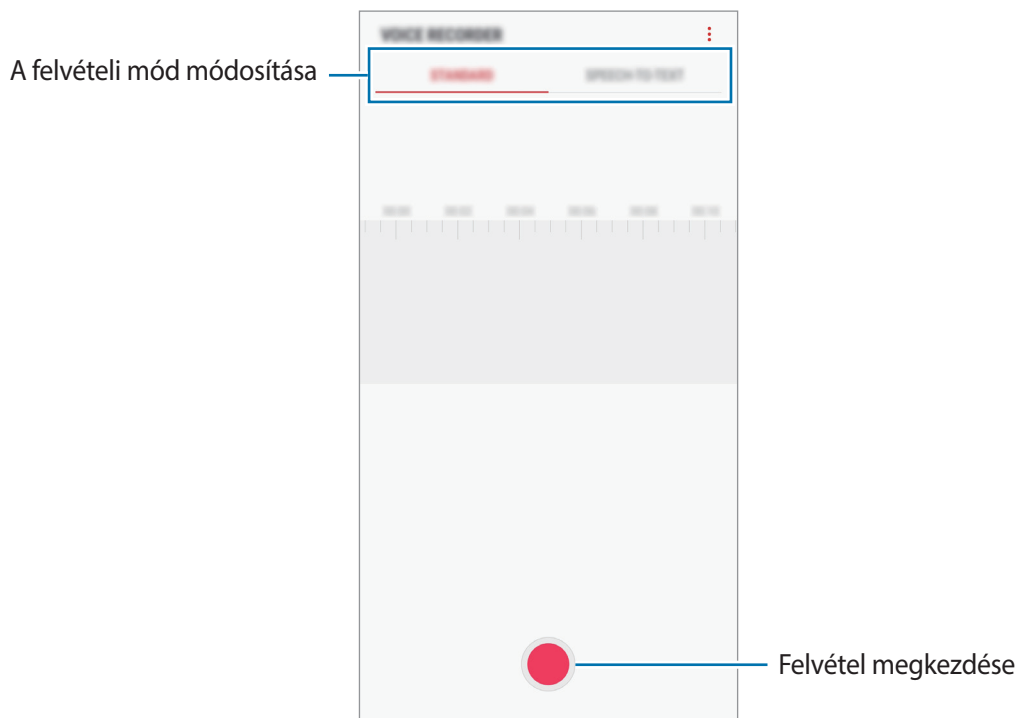 VOICE RECORDER
A felvételi mód módosítása
STANDARD
SPEECH-TO-TEXT
Felvétel megkezdése